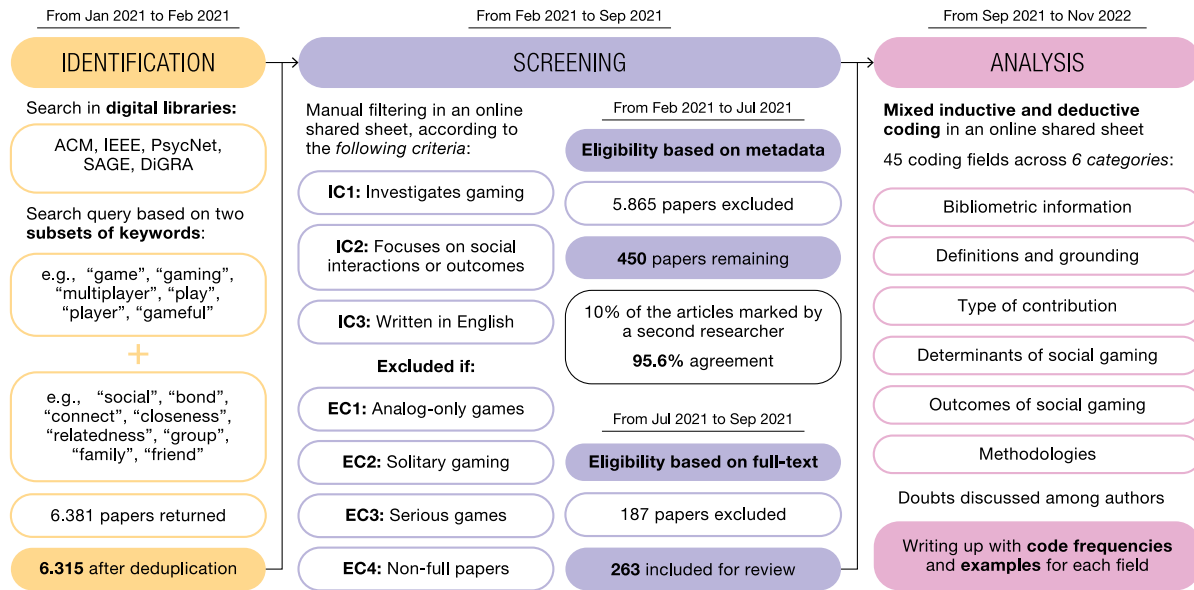 From Jan 2021 to Feb 2021
IDENTIFICATION
Search in digital libraries:
ACM, IEEE, PsycNet,
SAGE, DiGRA
Search query based on two
subsets of keywords:
e.g., “game”, “gaming”,
“multiplayer”, “play”,
“player”, “gameful”
+
e.g., “social”, “bond”,
“connect”, “closeness”,
“relatedness”, “group”,
“family”, “friend”
6.381 papers returned
6.315 after deduplication
From Feb 2021 to Sep 2021
SCREENING
Manual filtering in an online
shared sheet, according to
the following criteria:
IC1: Investigates gaming
IC2: Focuses on social
interactions or outcomes
IC3: Written in English
Excluded if:
EC1: Analog-only games
EC2: Solitary gaming
EC3: Serious games
EC4: Non-full papers
From Feb 2021 to Jul 2021
Eligibility based on metadata
5.865 papers excluded
450 papers remaining
10% of the articles marked by
a second researcher
95.6% agreement
From Jul 2021 to Sep 2021
Eligibility based on full-text
187 papers excluded
263 included for review
From Sep 2021 to Nov 2022
ANALYSIS
Mixed inductive and deductive
coding in an online shared sheet
45 coding fields across 6 categories:
Bibliometric information
Definitions and grounding
Type of contribution
Determinants of social gaming
Outcomes of social gaming
Methodologies
Doubts discussed among authors
Writing up with code frequencies
and examples for each field